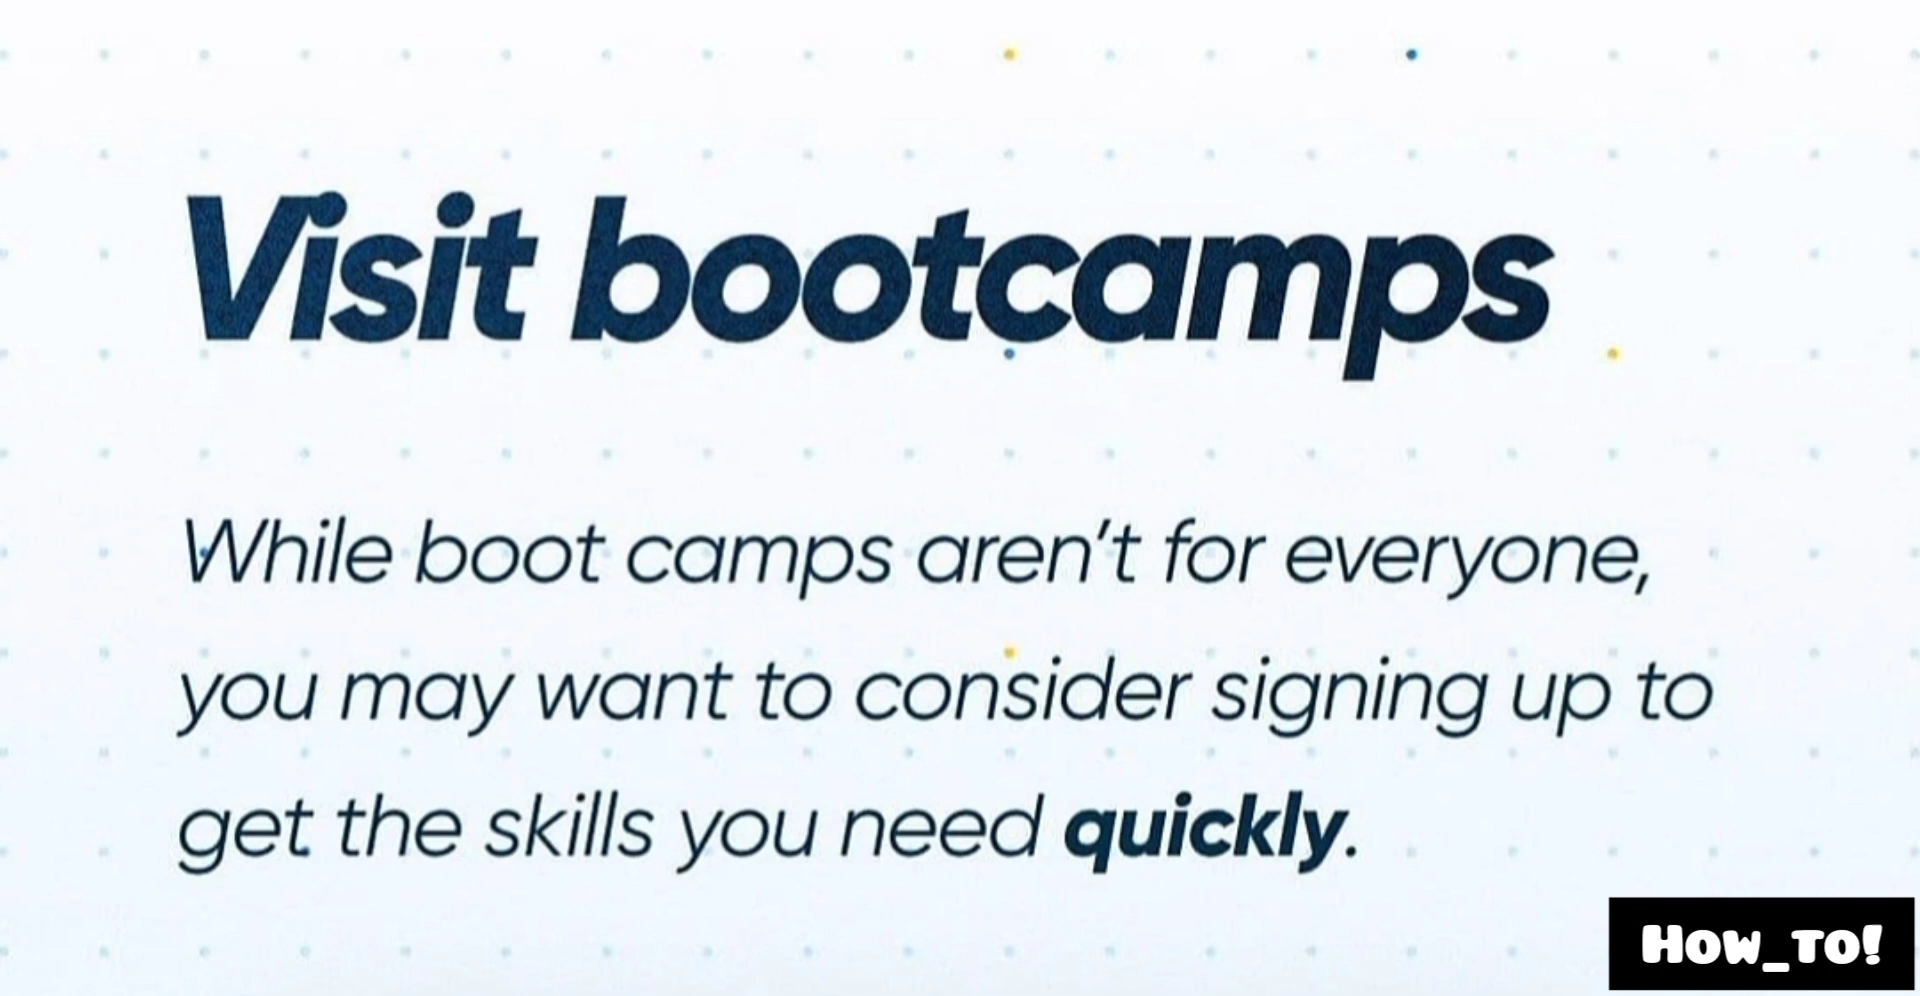 Visit bootcamps
While boot camps aren’t for everyone,
you may want to consider signing up to
get the skills you need quickly.
How_to!